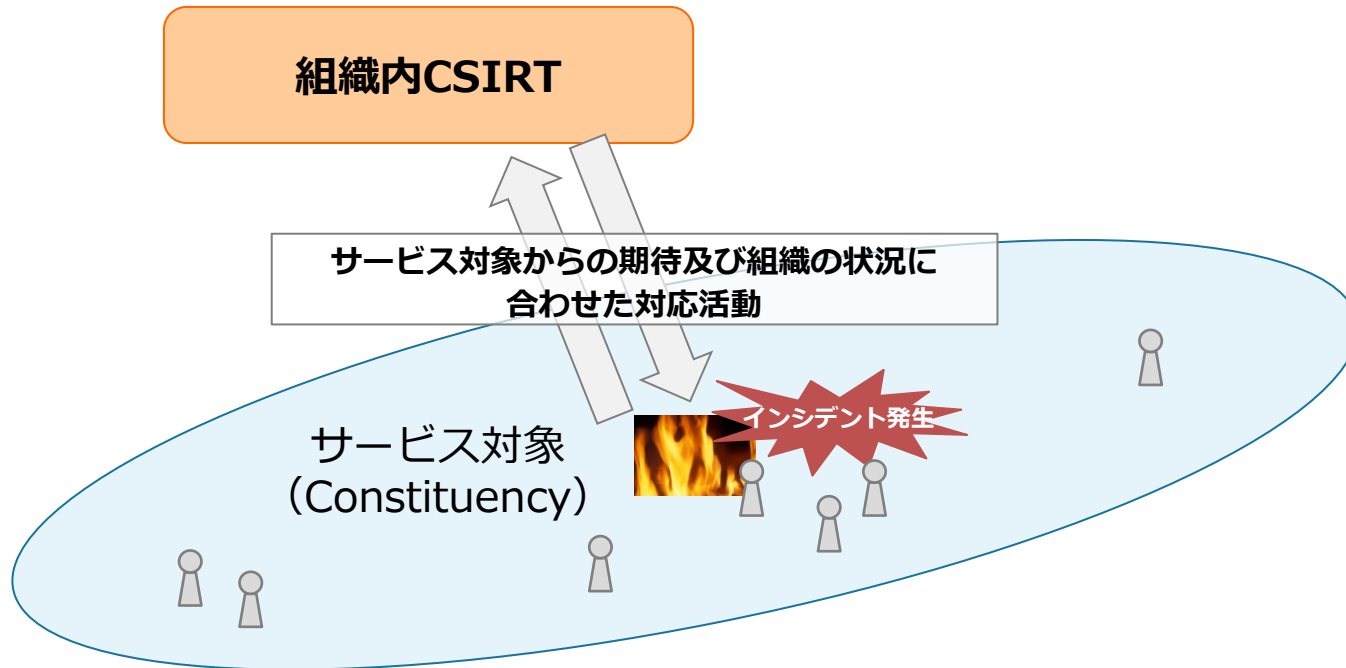 組織内CSIRT
サービス対象からの期待及び組織の状況に
合わせた対応活動
インシデント発生
サービス対象
（Constituency）